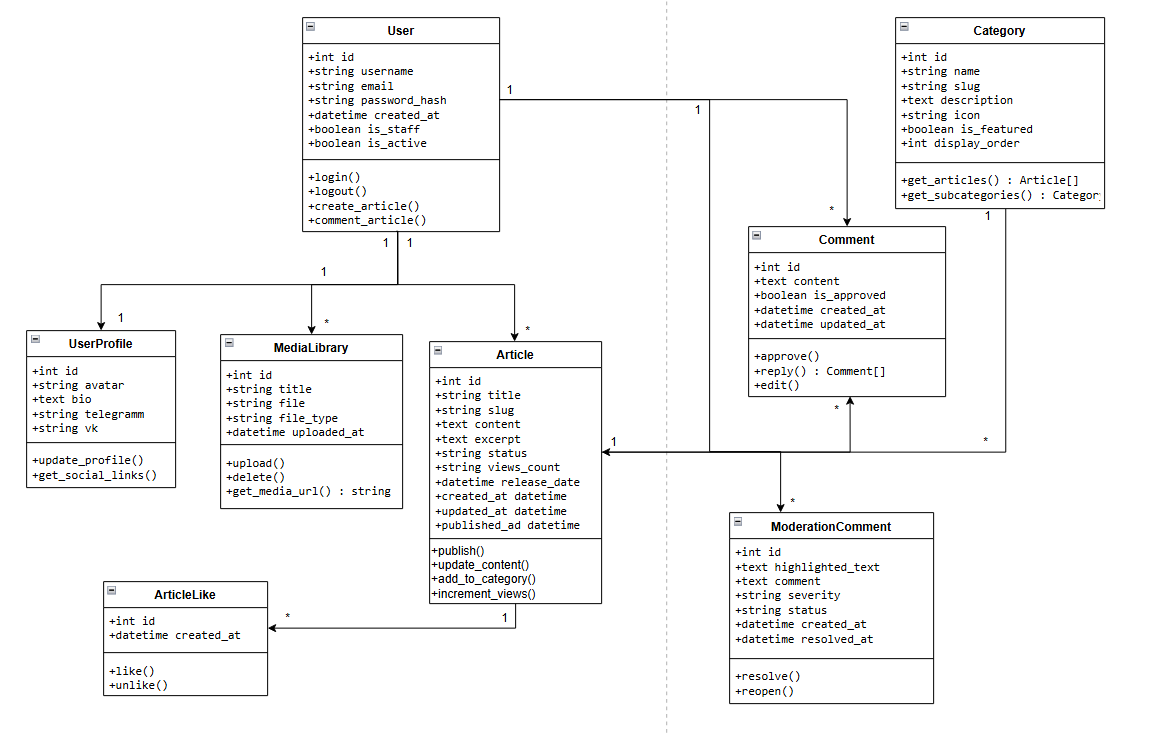 User
+int id
+string username
+string email
+string password_hash
+datetime created_at
+boolean is_staff
+boolean is_active
+login()
+logout()
+create_article()
+comment_article()
1
1
Category
+int id
+string name
+string slug
+text description
+string icon
+boolean is_featured
+int display_order
+get_articles() : Article[]
+get_subcategories() : Categor
1
*
Comment
+int id
+text content
+boolean is_approved
+datetime created_at
+datetime updated_at
+approve()
+reply() : Comment[]
+edit()
*
1
1
1
1
*
*
UserProfile
+int id
+string avatar
+text bio
+string telegramm
+string vk
+update_profile()
+get_social_links()
MediaLibrary
+int id
+string title
+string file
+string file_type
+datetime uploaded_at
+upload()
+delete()
+get_media_url() : string
Article
+int id
+string title
+string slug
+text content
+text excerpt
+string status
+string views_count
+datetime release_date
+created_at datetime
+updated_at datetime
+published_ad datetime
+publish()
+update_content()
+add_to_category()
+increment_views()
1
*
1
*
ArticleLike
+int id
+datetime created_at
+like()
+unlike()
*
ModerationComment
+int id
+text highlighted_text
+text comment
+string severity
+string status
+datetime created_at
+datetime resolved_at
+resolve()
+reopen()